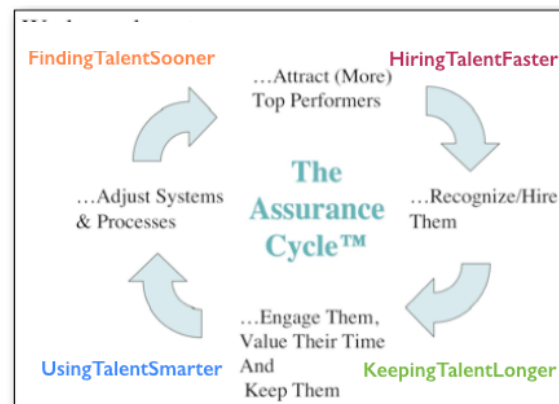 FindingTalentSooner
HiringTalentFaster
…Attract (More)
Top Performers
…Adjust Systems
& Processes
The
Assurance
Cycle™
…Recognize/Hire
Them
…Engage Them,
Value Their Time
And
Keep Them
UsingTalentSmarter
KeepingTalentLonger